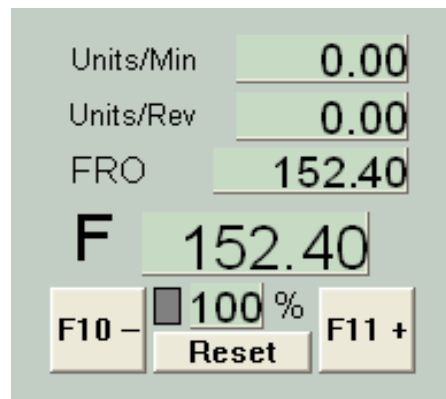 Units/Min 0.00
Units/Rev 0.00
FRO 152.40
F 152.40
F10 – 100 % F11 +
Reset